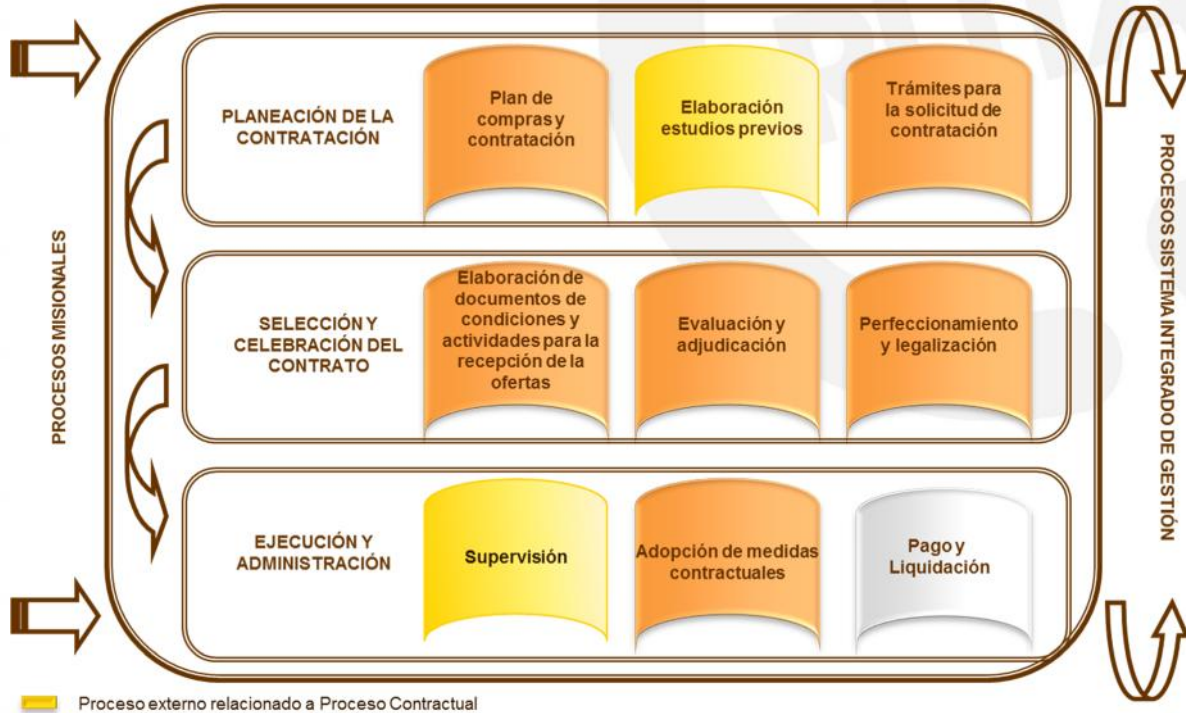 PROCESOS MISIONALES
PLANEACIÓN DE LA
CONTRATACIÓN
Plan de
compras y
contratación
Elaboración
estudios previos
Trámites para
la solicitud de
contratación
SELECCIÓN Y
CELEBRACIÓN DEL
CONTRATO
Elaboración de
documentos de
condiciones y
actividades para la
recepción de la
ofertas
Evaluación y
adjudicación
Perfeccionamiento
y legalización
EJECUCIÓN Y
ADMINISTRACIÓN
Supervisión
Adopción de medidas
contractuales
Pago y
Liquidación
PROCESOS SISTEMA INTEGRADO DE GESTIÓN
Proceso externo relacionado a Proceso Contractual